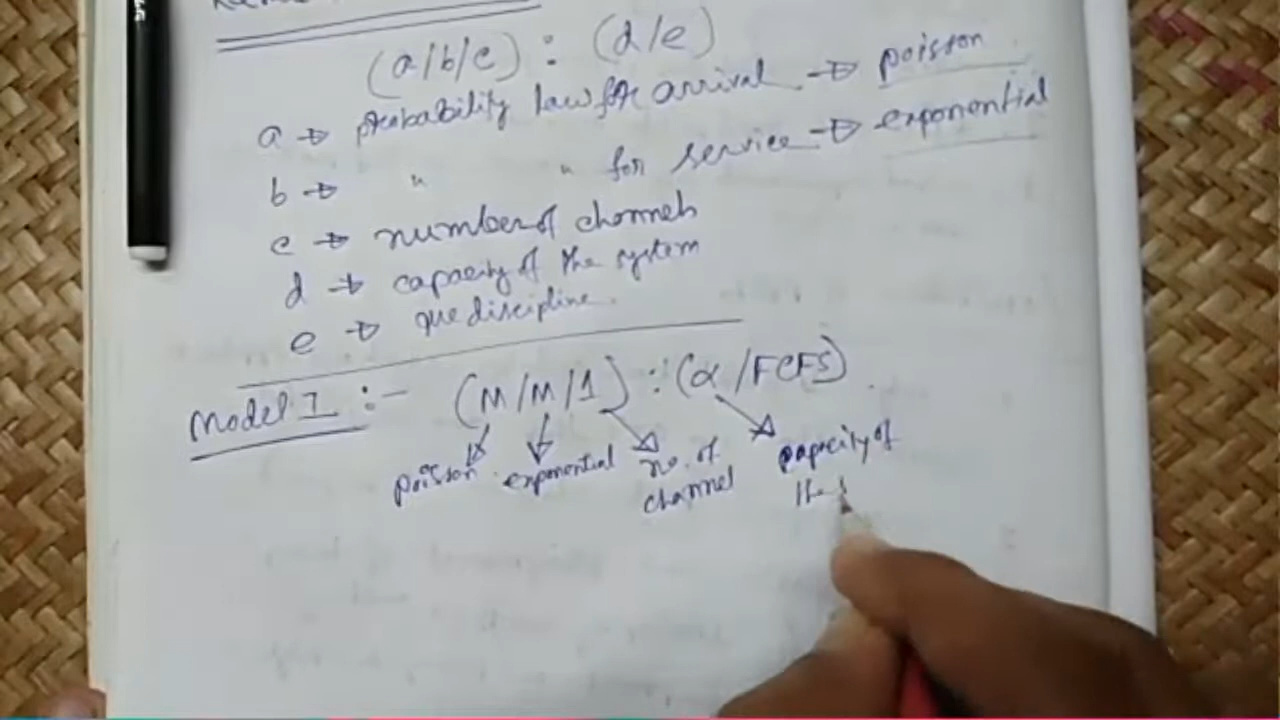 (a/b/c) : (d/e)
a → probability law for arrival → poisson
b → " " for service → exponential
c → number of channels
d → capacity of the system
e → que discipline.
Model I :- (M/M/1) : (α/FCFS)
poisson exponential no. of channel capacity of the s